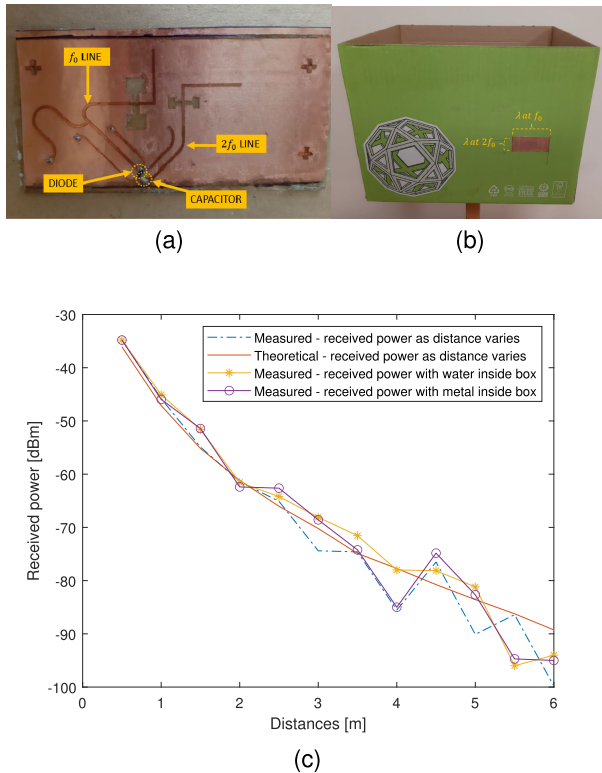 f₀ LINE
2f₀ LINE
DIODE
CAPACITOR
(a)
λ at f₀
λ at 2f₀
(b)
Measured - received power as distance varies
Theoretical - received power as distance varies
Measured - received power with water inside box
Measured - received power with metal inside box
Received power [dBm]
-30
-40
-50
-60
-70
-80
-90
-100
0 1 2 3 4 5 6
Distances [m]
(c)